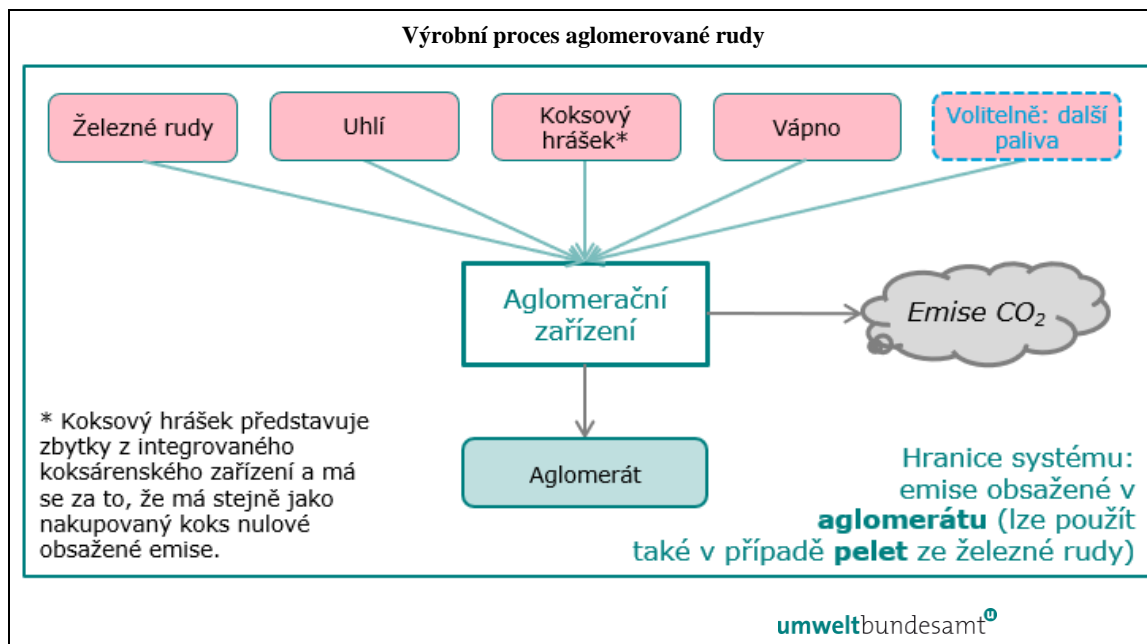 Výrobní proces aglomerované rudy
Železné rudy
Uhlí
Koksový
hrášek*
Vápno
Volitelně: další
paliva
Aglomerační
zařízení
Emise CO₂
Aglomerát
* Koksový hrášek představuje
zbytky z integrovaného
koksárenského zařízení a má
se za to, že má stejně jako
nakupovaný koks nulové
obsažené emise.
Hranice systému:
emise obsažené v
aglomerátu (lze použít
také v případě pelet ze železné rudy)
umweltbundesamt